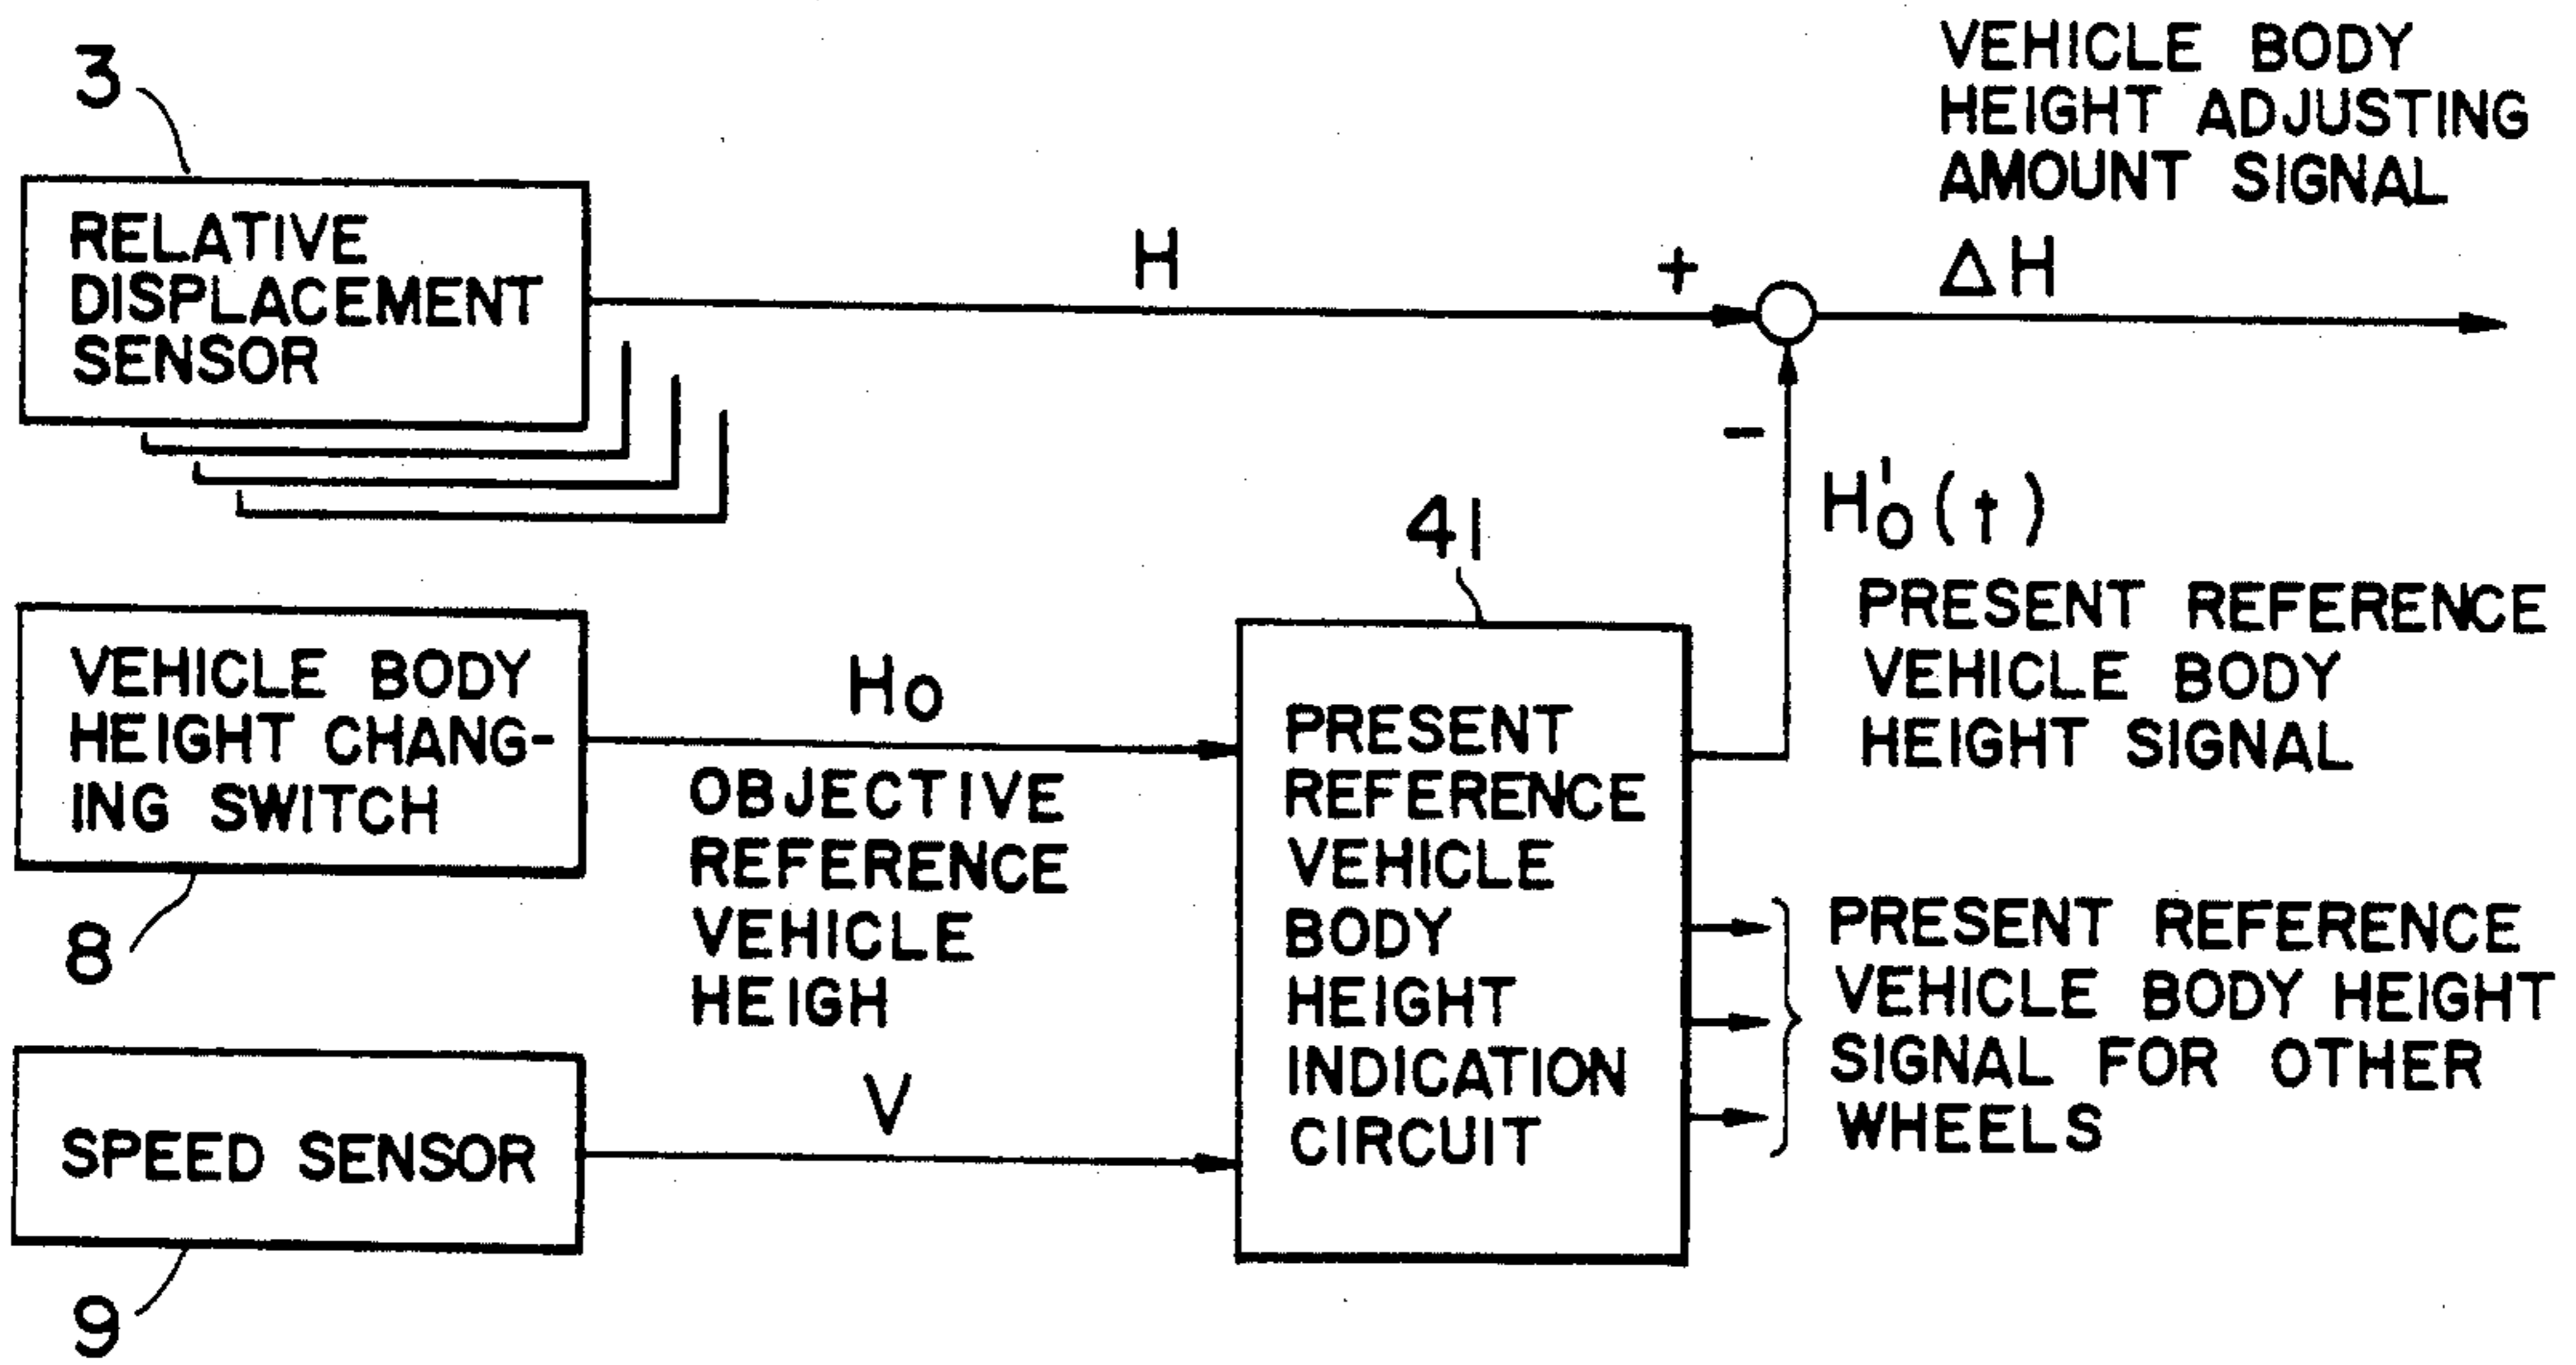 3
RELATIVE
DISPLACEMENT
SENSOR
H
+
VEHICLE BODY
HEIGHT ADJUSTING
AMOUNT SIGNAL
ΔH
−
H'₀(t)
PRESENT REFERENCE
VEHICLE BODY
HEIGHT SIGNAL
VEHICLE BODY
HEIGHT CHANG-
ING SWITCH
8
H₀
OBJECTIVE
REFERENCE
VEHICLE
HEIGH
41
PRESENT
REFERENCE
VEHICLE
BODY
HEIGHT
INDICATION
CIRCUIT
PRESENT REFERENCE
VEHICLE BODY HEIGHT
SIGNAL FOR OTHER
WHEELS
SPEED SENSOR
9
V